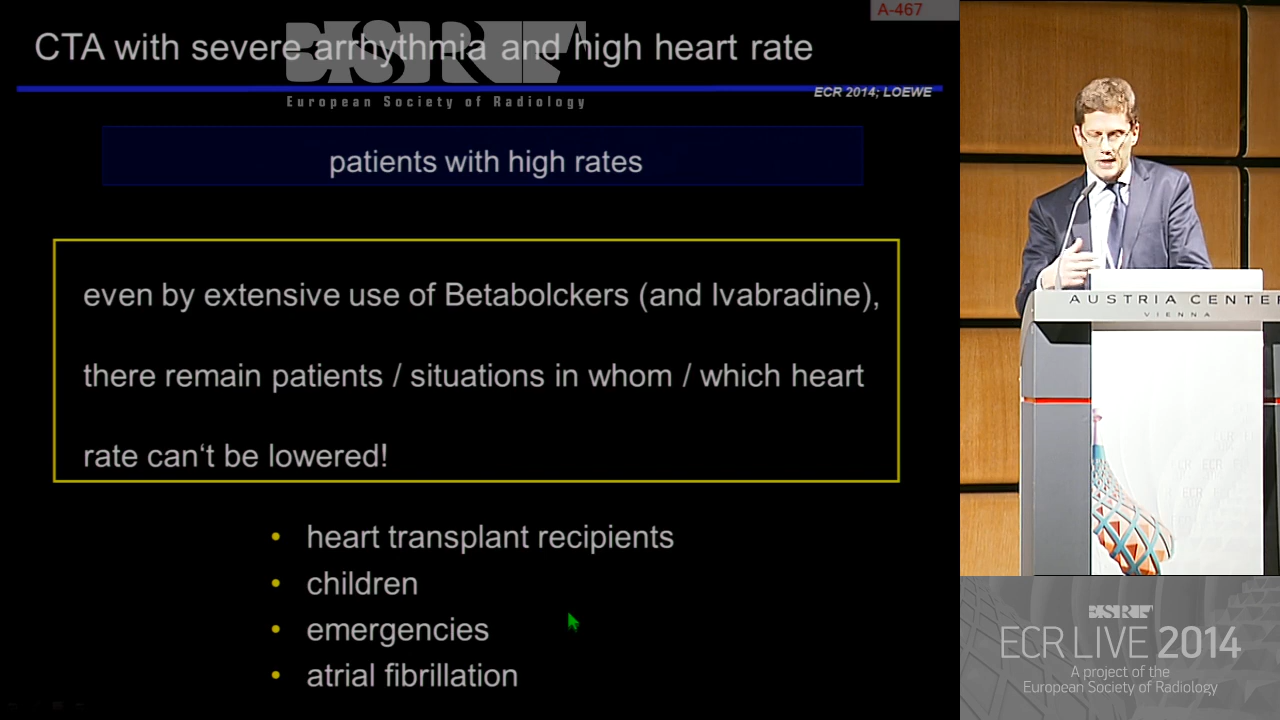 A-467
CTA with severe arrhythmia and high heart rate
ESR
European Society of Radiology
ECR 2014; LOEWE
patients with high rates
even by extensive use of Betabolckers (and Ivabradine),
there remain patients / situations in whom / which heart
rate can‘t be lowered!
• heart transplant recipients
• children
• emergencies
• atrial fibrillation
AUSTRIA CENTER
VIENNA
ESR
ECR LIVE 2014
A project of the
European Society of Radiology